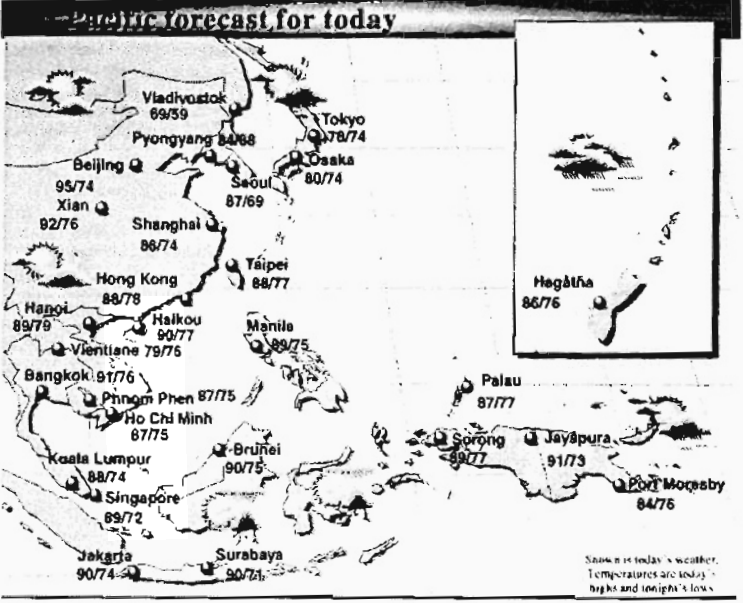 Pacific forecast for today
Vladivostok
69/59
Tokyo
78/74
Pyongyang 84/68
Osaka
80/74
Beijing
95/74
Seoul
87/69
Xian
92/76
Shanghai
86/74
Taipei
88/77
Hong Kong
88/78
Hagåtña
86/76
Hanoi
89/79
Haikou
90/77
Manila
89/75
Vientiane 79/76
Bangkok 91/76
Palau
87/77
Phnom Phen 87/75
Ho Chi Minh
87/75
Sorong
89/77
Jayapura
91/73
Brunei
90/75
Kuala Lumpur
88/74
Singapore
89/72
Port Moresby
84/76
Jakarta
90/74
Surabaya
90/71
Shown is today's weather.
Temperatures are today's
highs and tonight's lows